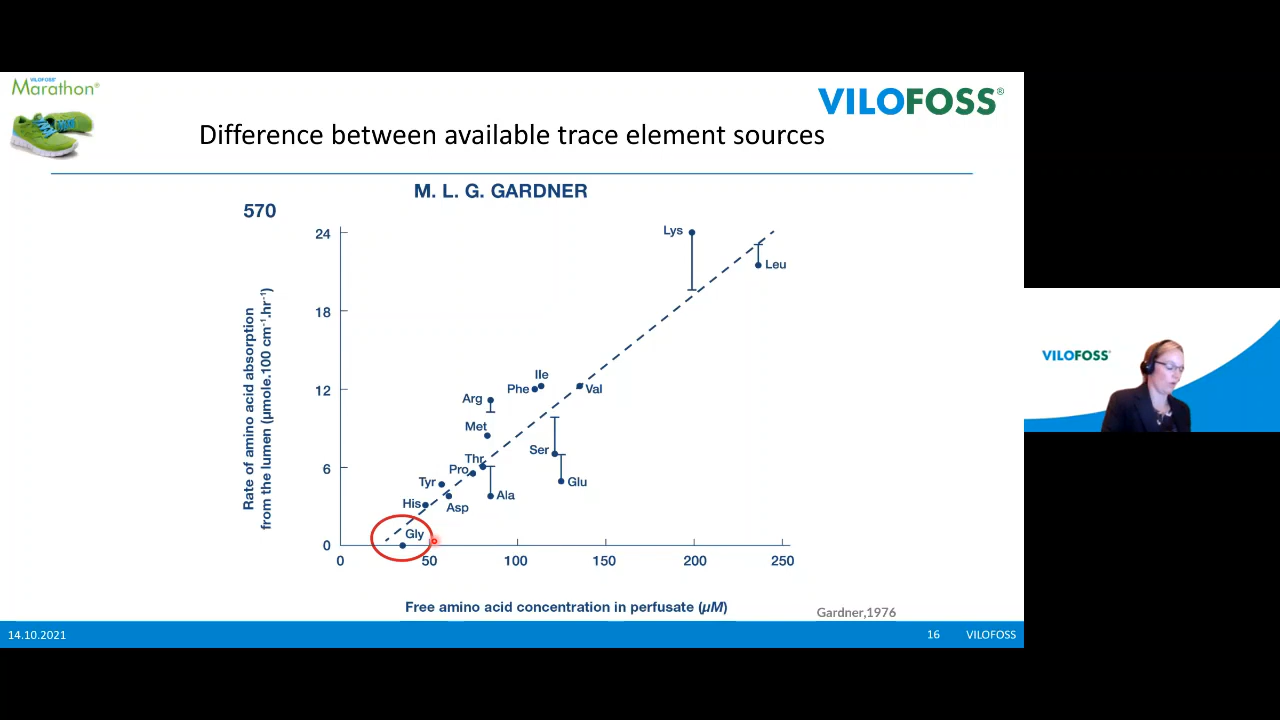 VILOFOSS®
Marathon®
VILOFOSS®
Difference between available trace element sources
M. L. G. GARDNER
570
Rate of amino acid absorption
from the lumen (µmole.100 cm⁻¹.hr⁻¹)
24
18
12
6
0
Lys
Leu
Ile
Phe
Val
Arg
Met
Ser
Thr
Pro
Glu
Tyr
Ala
His
Asp
Gly
0
50
100
150
200
250
Free amino acid concentration in perfusate (µM)
Gardner,1976
14.10.2021
16
VILOFOSS
VILOFOSS®